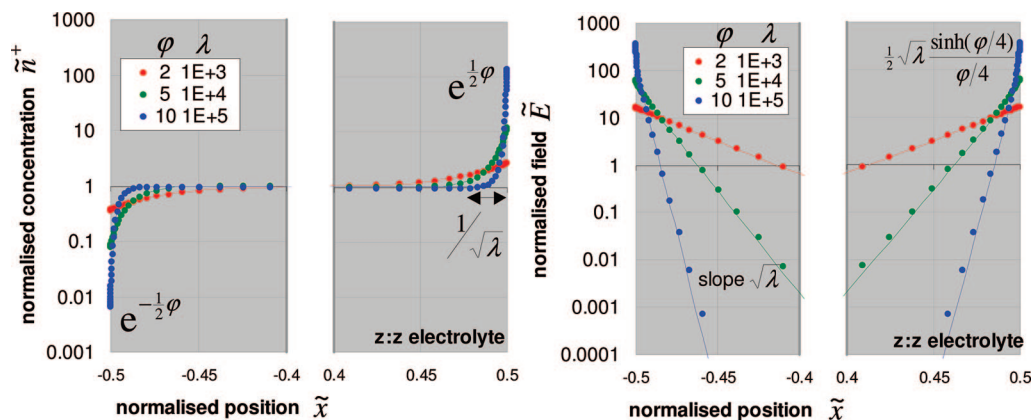 normalised concentration ñ⁺
1000
100
10
1
0.1
0.01
0.001
φ λ
2 1E+3
5 1E+4
10 1E+5
e^{½φ}
1/√λ
e^{-½φ}
z:z electrolyte
-0.5 -0.45 -0.4 0.4 0.45 0.5
normalised position x̃
normalised field Ẽ
1000
100
10
1
0.1
0.01
0.001
0.0001
φ λ
2 1E+3
5 1E+4
10 1E+5
½√λ sinh(φ/4)/φ/4
slope √λ
z:z electrolyte
-0.5 -0.45 -0.4 0.4 0.45 0.5
normalised position x̃